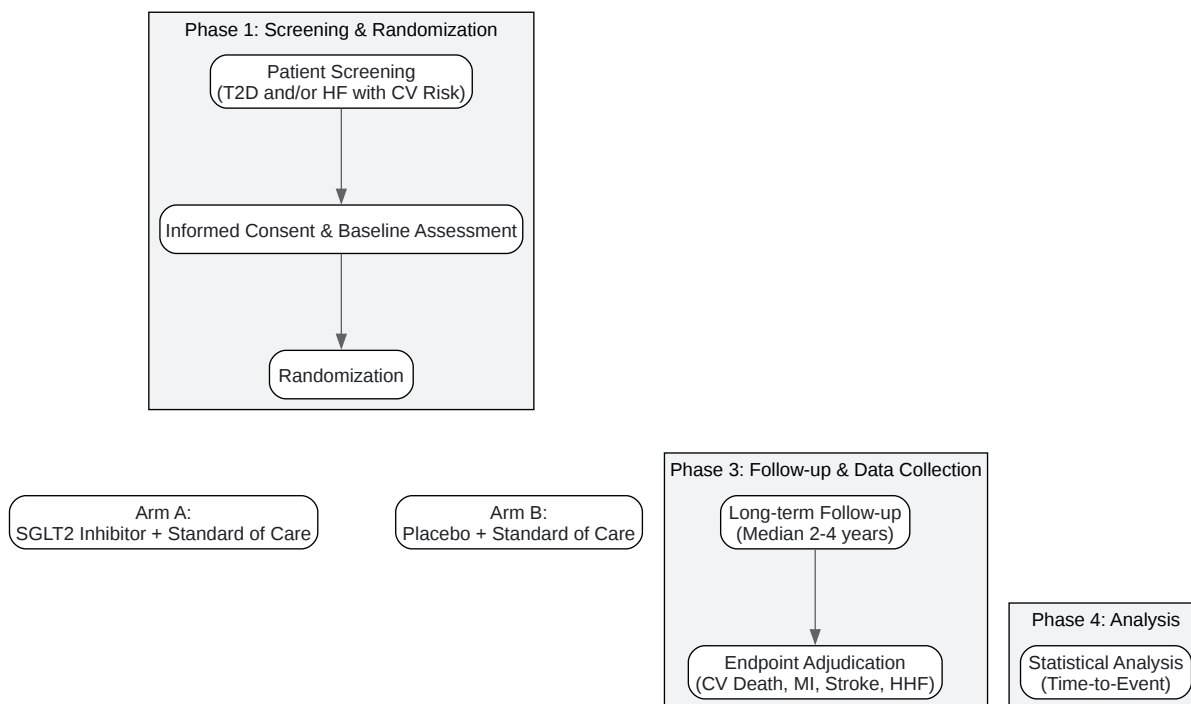 Phase 1: Screening & Randomization
Patient Screening
(T2D and/or HF with CV Risk)
Informed Consent & Baseline Assessment
Randomization
Arm A:
SGLT2 Inhibitor + Standard of Care
Arm B:
Placebo + Standard of Care
Phase 3: Follow-up & Data Collection
Long-term Follow-up
(Median 2-4 years)
Endpoint Adjudication
(CV Death, MI, Stroke, HHF)
Phase 4: Analysis
Statistical Analysis
(Time-to-Event)